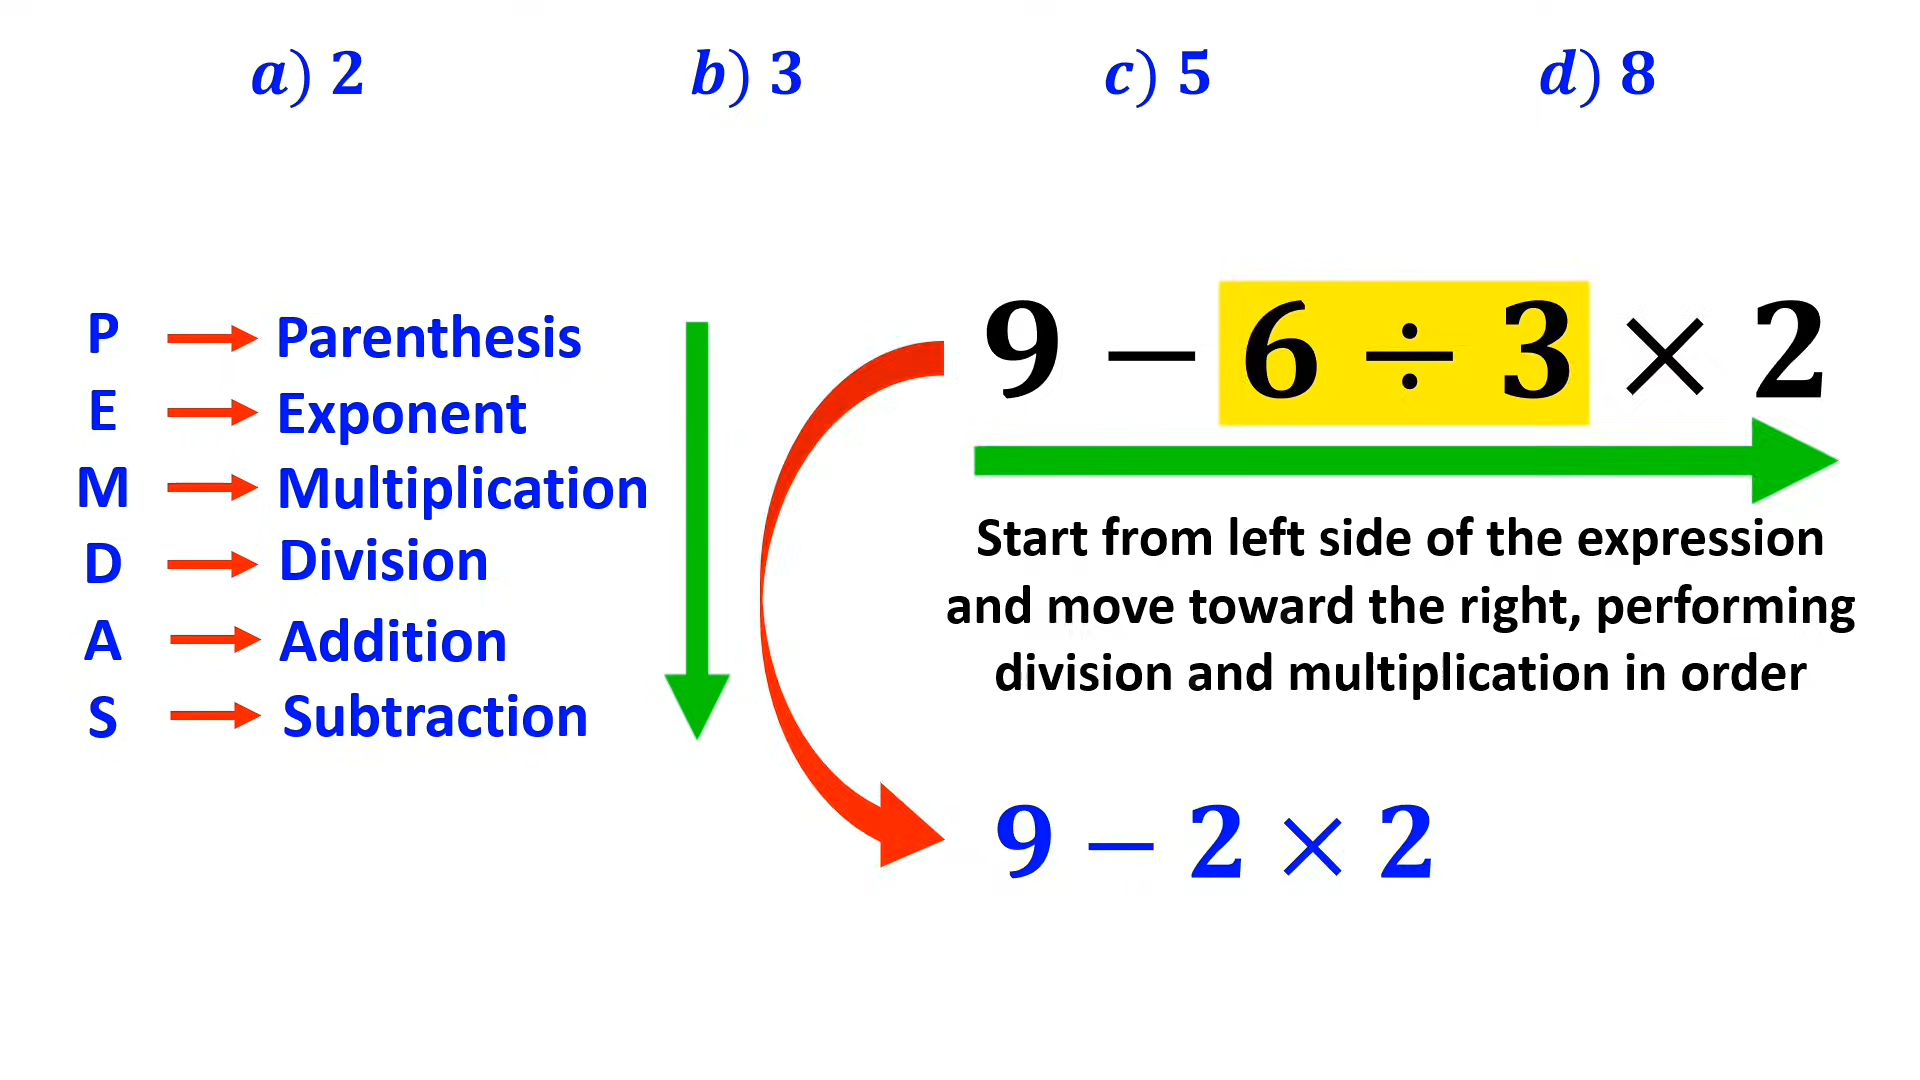 a) 2 b) 3 c) 5 d) 8
P Parenthesis
E Exponent
M Multiplication
D Division
A Addition
S Subtraction
9 − 6 ÷ 3 × 2
Start from left side of the expression
and move toward the right, performing
division and multiplication in order
9 − 2 × 2